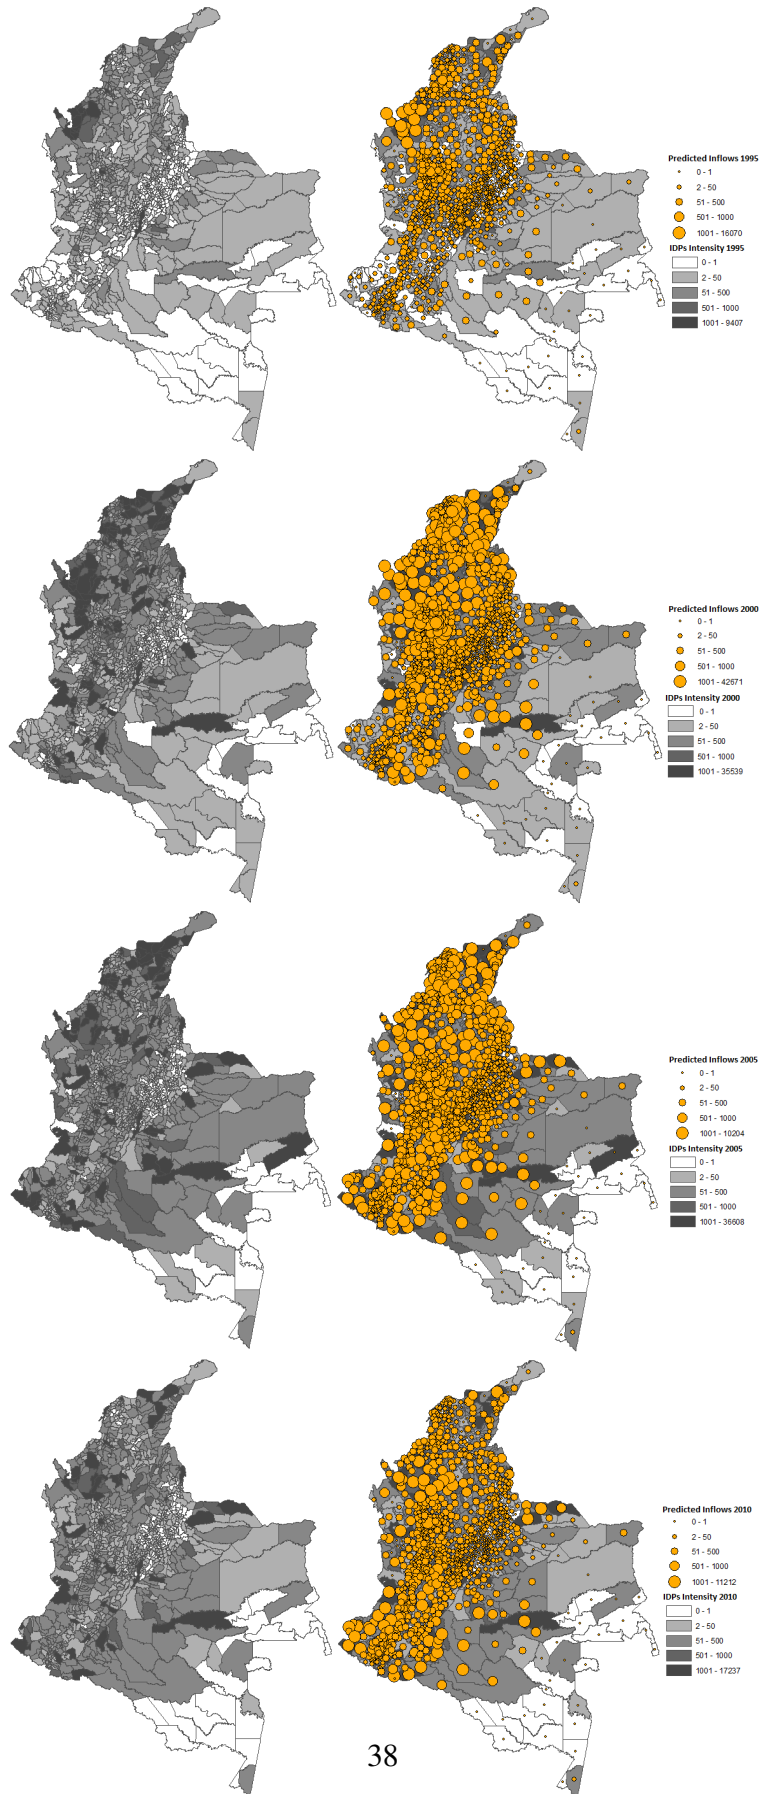 Predicted Inflows 1995
0 - 1
2 - 50
51 - 500
501 - 1000
1001 - 16070
IDPs Intensity 1995
0 - 1
2 - 50
51 - 500
501 - 1000
1001 - 9407
Predicted Inflows 2000
0 - 1
2 - 50
51 - 500
501 - 1000
1001 - 42671
IDPs Intensity 2000
0 - 1
2 - 50
51 - 500
501 - 1000
1001 - 35539
Predicted Inflows 2005
0 - 1
2 - 50
51 - 500
501 - 1000
1001 - 10204
IDPs Intensity 2005
0 - 1
2 - 50
51 - 500
501 - 1000
1001 - 36608
Predicted Inflows 2010
0 - 1
2 - 50
51 - 500
501 - 1000
1001 - 11212
IDPs Intensity 2010
0 - 1
2 - 50
51 - 500
501 - 1000
1001 - 17237
38